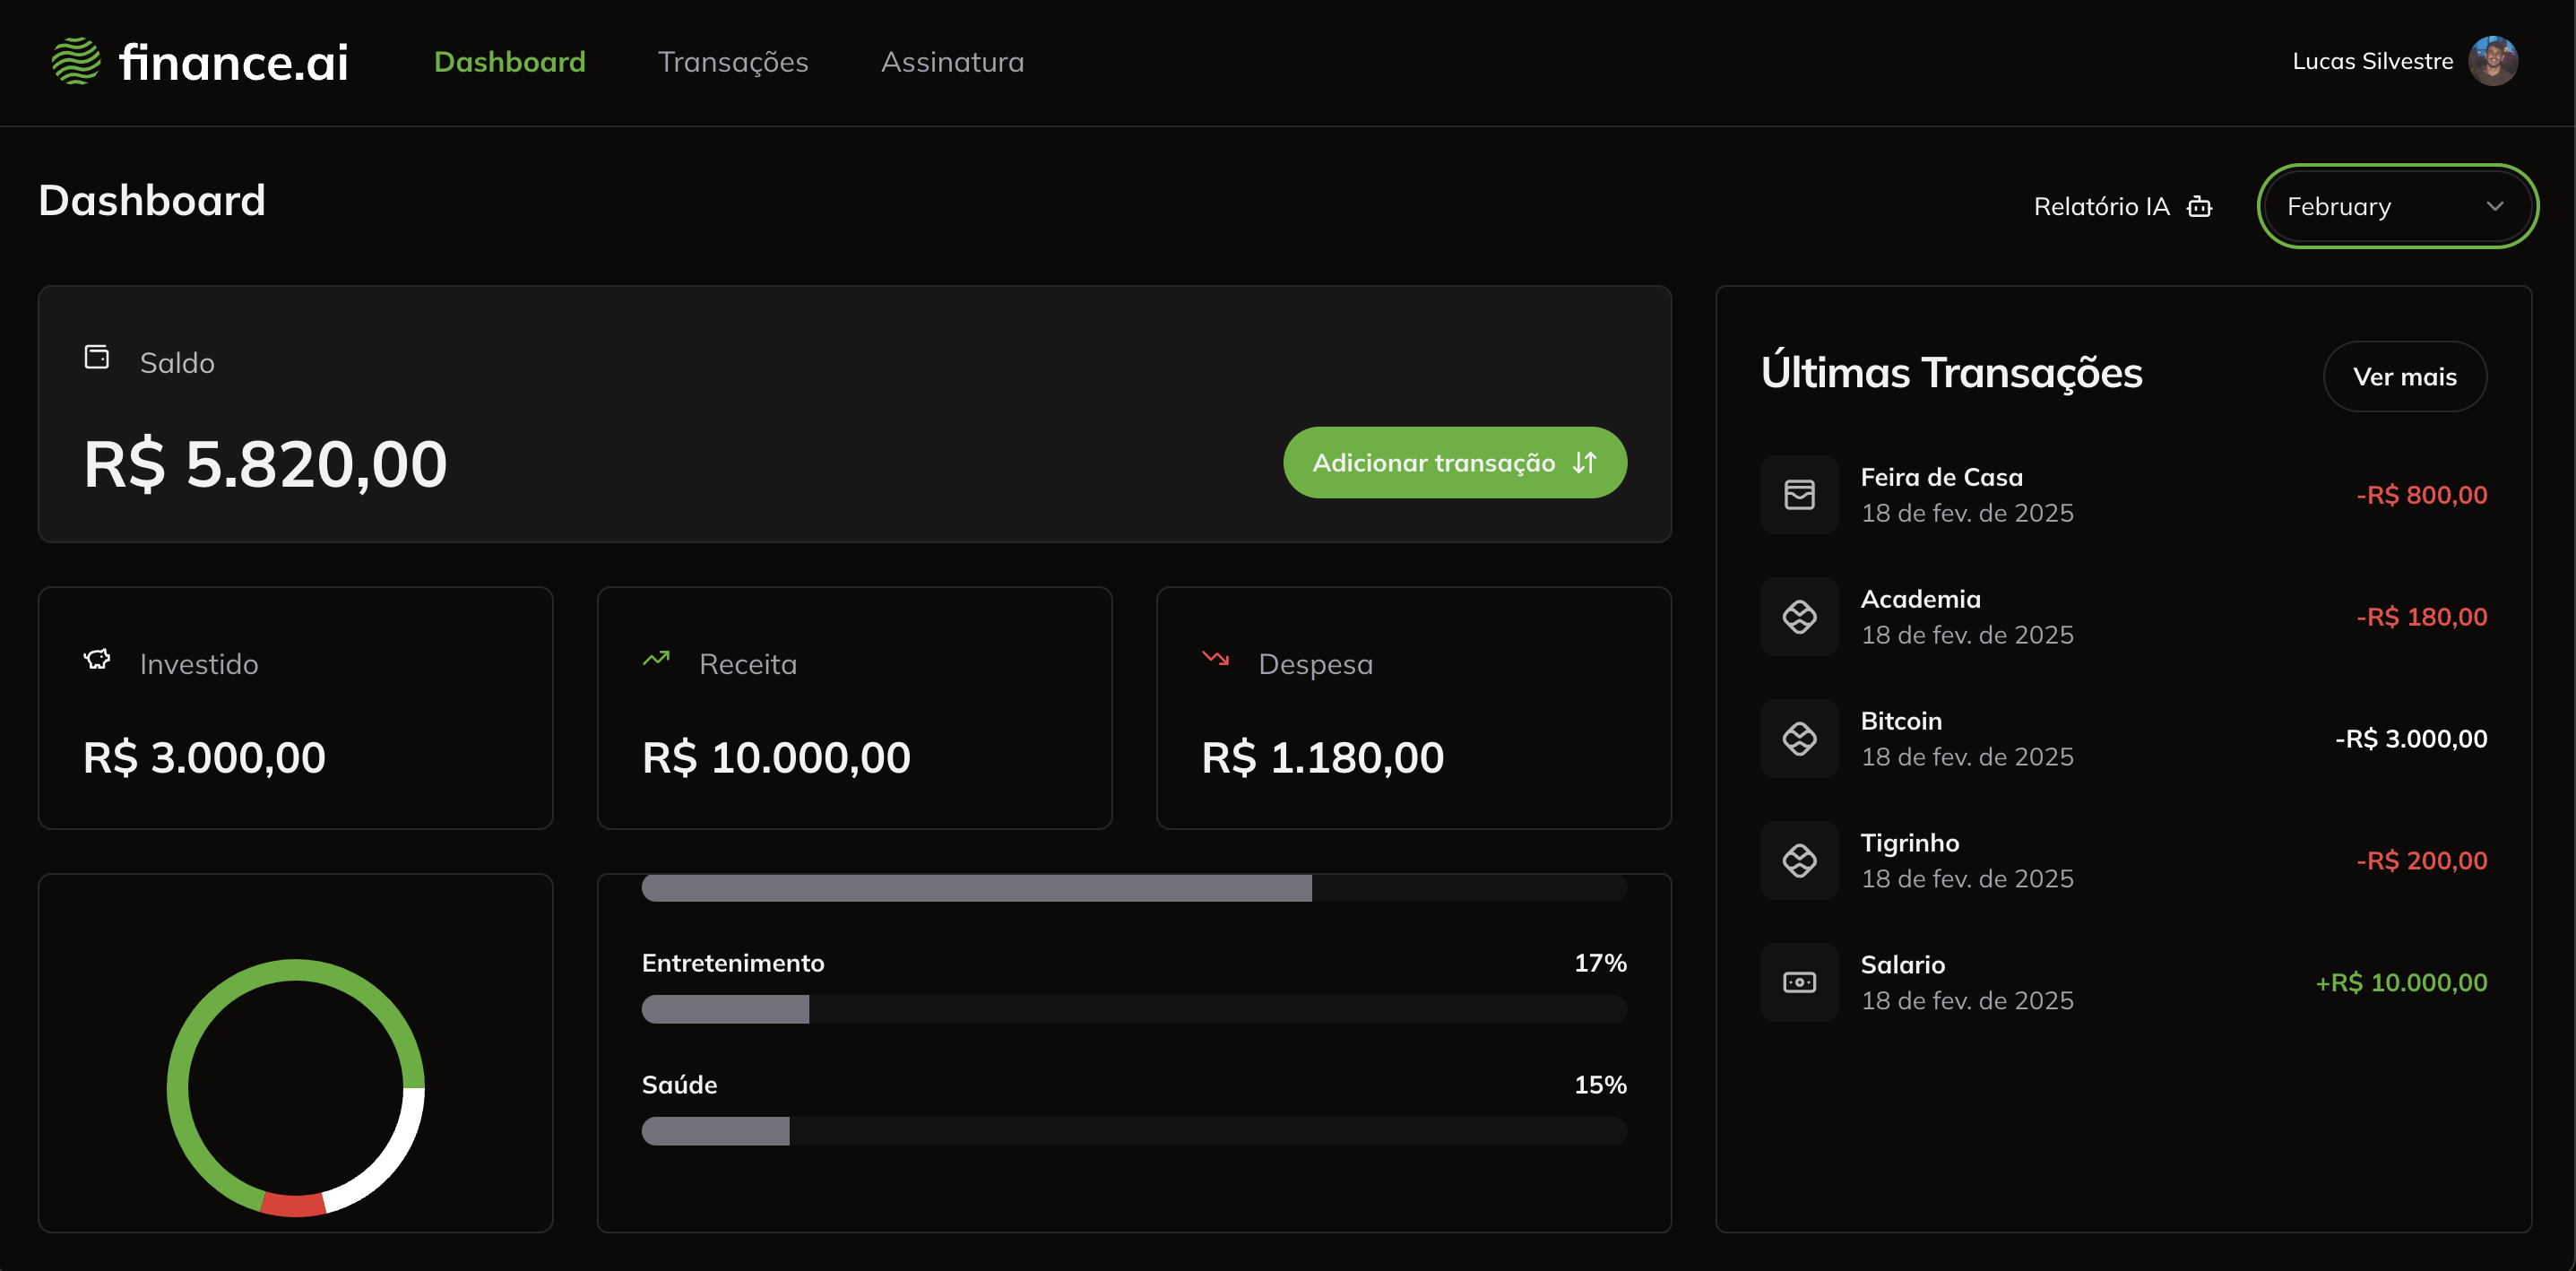 finance.ai
Dashboard
Transações
Assinatura
Lucas Silvestre
Dashboard
Relatório IA
February
Saldo
R$ 5.820,00
Adicionar transação
Investido
R$ 3.000,00
Receita
R$ 10.000,00
Despesa
R$ 1.180,00
Entretenimento 17%
Saúde 15%
Últimas Transações
Ver mais
Feira de Casa
18 de fev. de 2025
-R$ 800,00
Academia
18 de fev. de 2025
-R$ 180,00
Bitcoin
18 de fev. de 2025
-R$ 3.000,00
Tigrinho
18 de fev. de 2025
-R$ 200,00
Salario
18 de fev. de 2025
+R$ 10.000,00